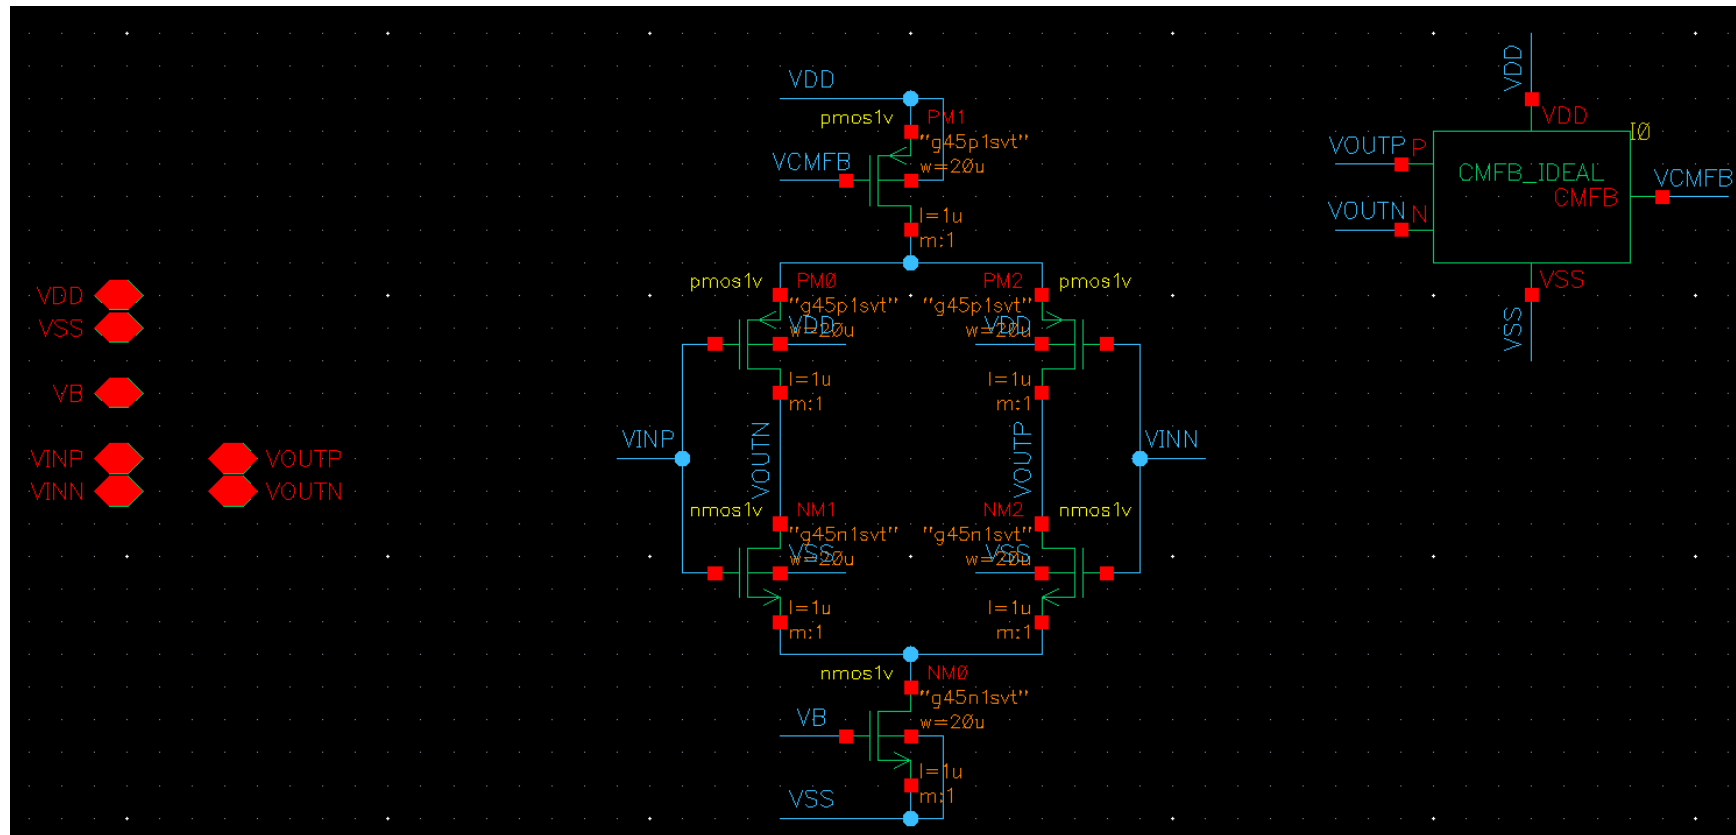 VDD
pmos1v
PM1
"g45p1svt"
VCMFB
w=20u
l=1u
m:1
pmos1v
PM0
"g45p1svt"
VDD
w=20u
l=1u
m:1
PM2
pmos1v
"g45p1svt"
VDD
w=20u
l=1u
m:1
VINP
VOUTN
VOUTP
VINN
nmos1v
NM1
"g45n1svt"
VSS
w=20u
l=1u
m:1
NM2
nmos1v
"g45n1svt"
VSS
w=20u
l=1u
m:1
nmos1v
NM0
"g45n1svt"
VB
w=20u
l=1u
m:1
VSS
VDD
VSS
VB
VINP
VINN
VOUTP
VOUTN
VDD
VDD
I0
VOUTP
P
CMFB_IDEAL
CMFB
VCMFB
VOUTN
N
VSS
VSS